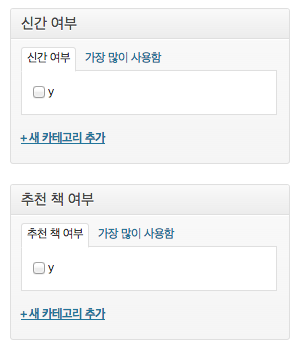 신간 여부
신간 여부 가장 많이 사용함
y
+ 새 카테고리 추가
추천 책 여부
추천 책 여부 가장 많이 사용함
y
+ 새 카테고리 추가